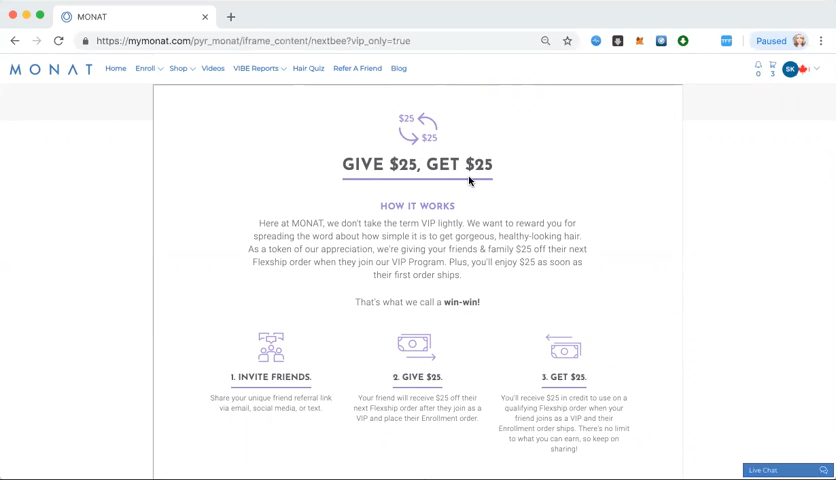 MONAT
https://mymonat.com/pyr_monat/iframe_content/nextbee?vip_only=true
TFF
Paused
MONAT
Home Enroll Shop Videos VIBE Reports Hair Quiz Refer A Friend Blog
0 3 SK
$25
$25
GIVE $25, GET $25
HOW IT WORKS
Here at MONAT, we don't take the term VIP lightly. We want to reward you for
spreading the word about how simple it is to get gorgeous, healthy-looking hair.
As a token of our appreciation, we're giving your friends & family $25 off their next
Flexship order when they join our VIP Program. Plus, you'll enjoy $25 as soon as
their first order ships.
That's what we call a win-win!
1. INVITE FRIENDS.
Share your unique friend referral link
via email, social media, or text.
2. GIVE $25.
Your friend will receive $25 off their
next Flexship order after they join as a
VIP and place their Enrollment order.
3. GET $25.
You'll receive $25 in credit to use on a
qualifying Flexship order when your
friend joins as a VIP and their
Enrollment order ships. There's no limit
to what you can earn, so keep on
sharing!
Live Chat